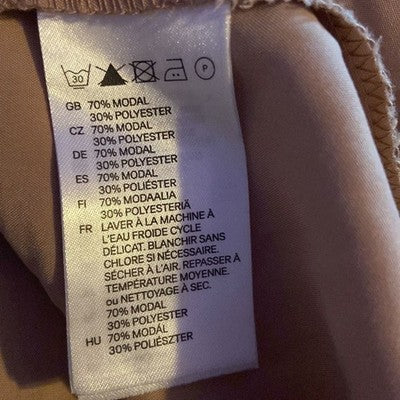 30 P
GB 70% MODAL
30% POLYESTER
CZ 70% MODAL
30% POLYESTER
DE 70% MODAL
30% POLYESTER
ES 70% MODAL
30% POLIÉSTER
FI 70% MODAALIA
30% POLYESTERIÄ
FR LAVER À LA MACHINE À
L'EAU FROIDE CYCLE
DÉLICAT. BLANCHIR SANS
CHLORE SI NÉCESSAIRE.
SÉCHER À L'AIR. REPASSER À
TEMPÉRATURE MOYENNE.
ou NETTOYAGE À SEC.
70% MODAL
30% POLYESTER
HU 70% MODÁL
30% POLIÉSZTER